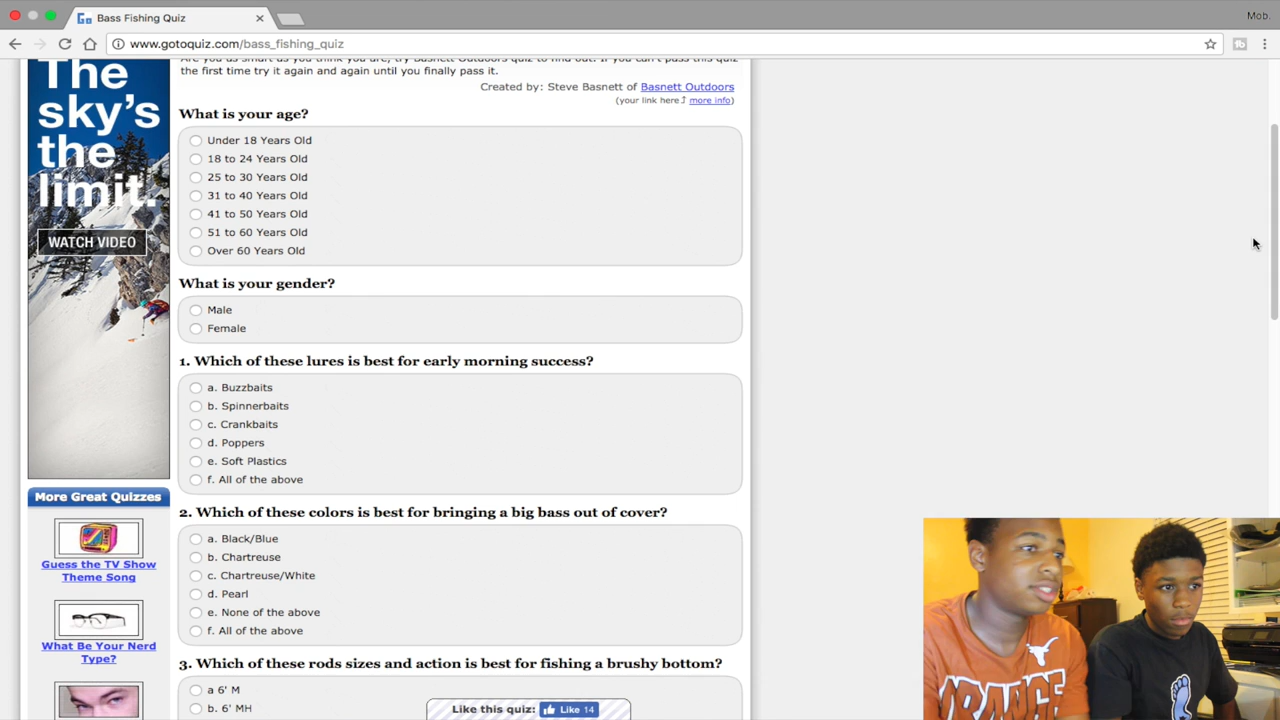 Bass Fishing Quiz
Mob.
www.gotoquiz.com/bass_fishing_quiz
The
sky's
the
limit.
WATCH VIDEO
the first time try it again and again until you finally pass it.
Created by: Steve Basnett of Basnett Outdoors
(your link here more info)
What is your age?
Under 18 Years Old
18 to 24 Years Old
25 to 30 Years Old
31 to 40 Years Old
41 to 50 Years Old
51 to 60 Years Old
Over 60 Years Old
What is your gender?
Male
Female
1. Which of these lures is best for early morning success?
a. Buzzbaits
b. Spinnerbaits
c. Crankbaits
d. Poppers
e. Soft Plastics
f. All of the above
More Great Quizzes
Guess the TV Show
Theme Song
What Be Your Nerd
Type?
2. Which of these colors is best for bringing a big bass out of cover?
a. Black/Blue
b. Chartreuse
c. Chartreuse/White
d. Pearl
e. None of the above
f. All of the above
3. Which of these rods sizes and action is best for fishing a brushy bottom?
a 6' M
b. 6' MH
Like this quiz: Like 14